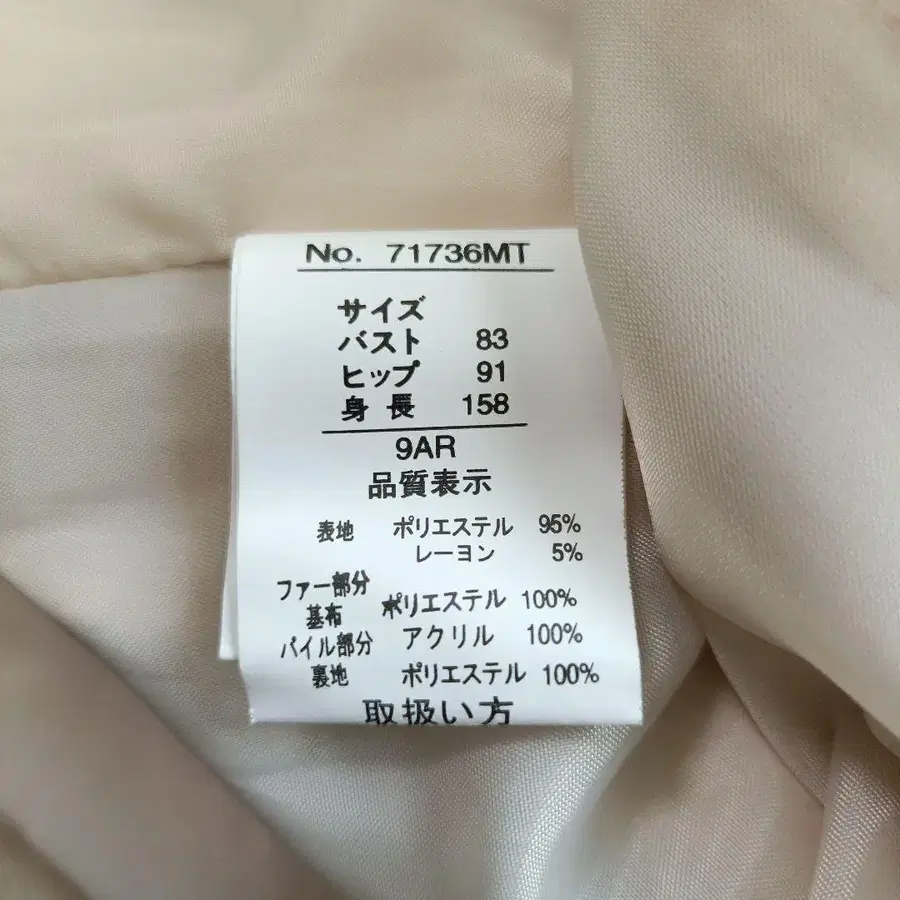 No. 71736MT
サイズ
バスト 83
ヒップ 91
身長 158
9AR
品質表示
表地 ポリエステル 95%
レーヨン 5%
ファー部分
基布 ポリエステル 100%
パイル部分 アクリル 100%
裏地 ポリエステル 100%
取扱い方